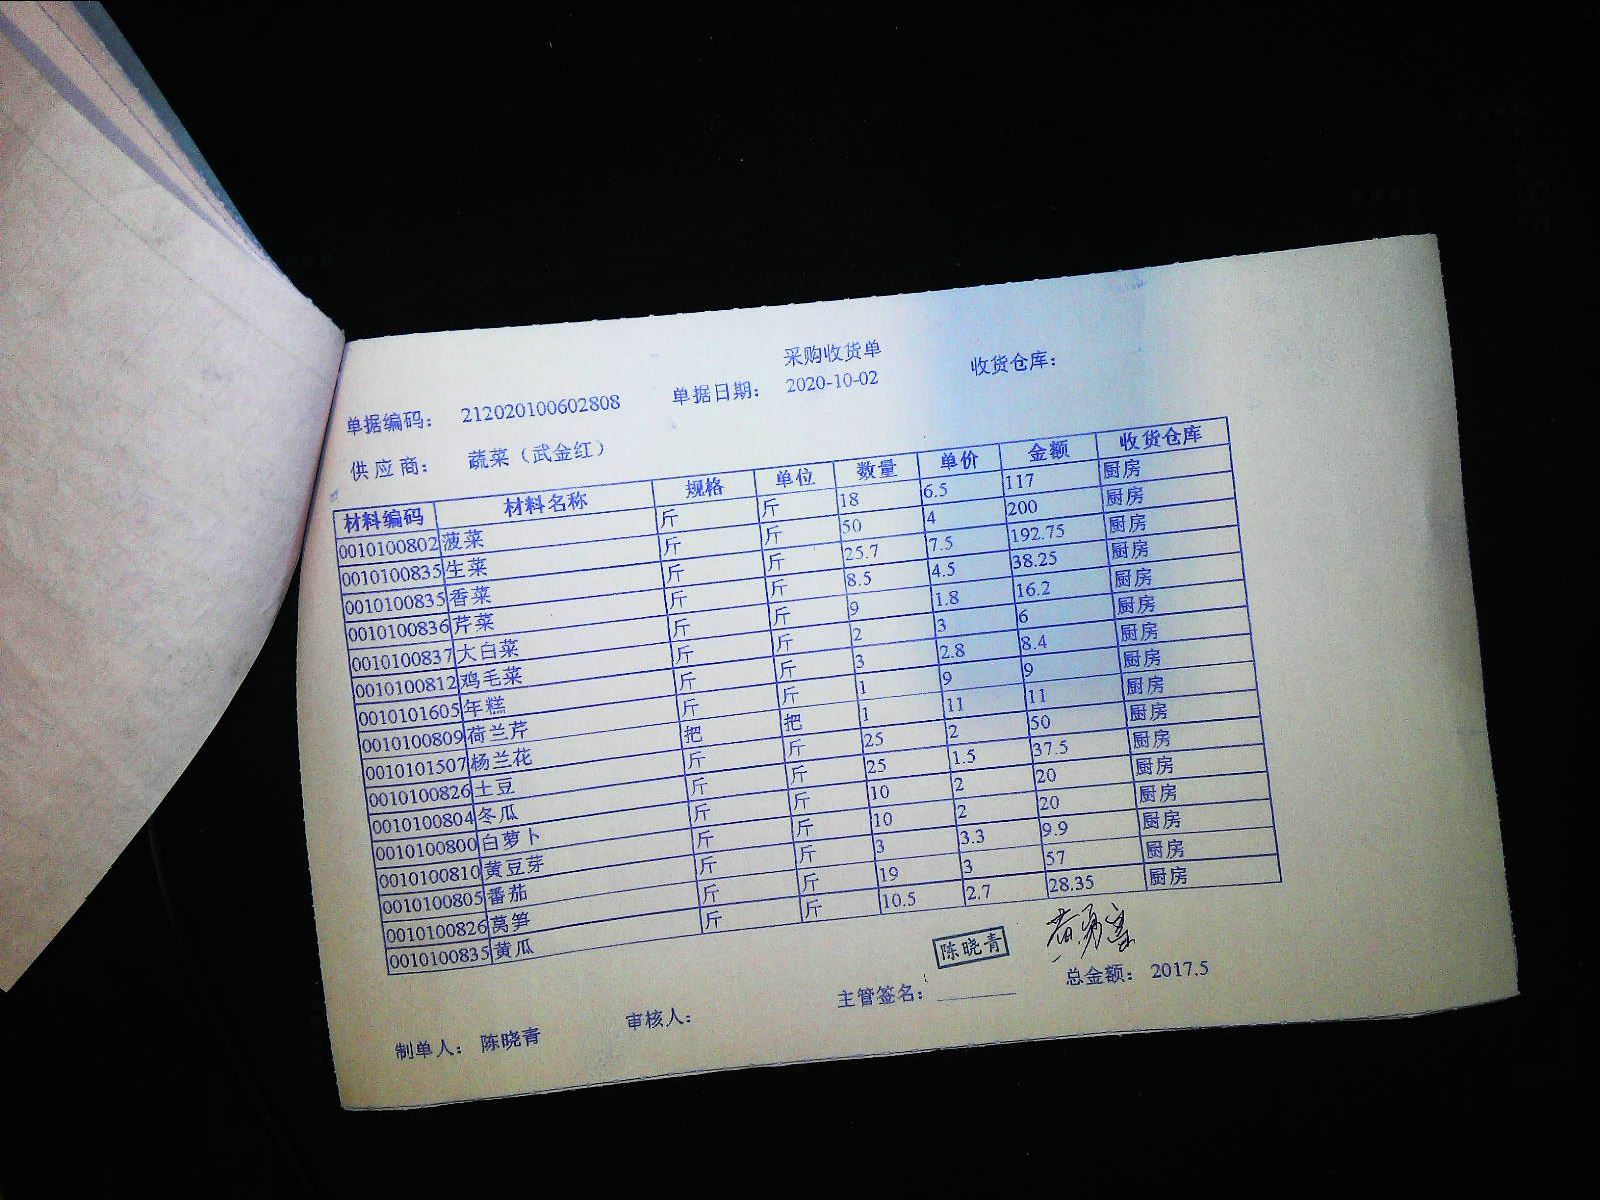 采购收货单
单据编码： 212020100602808 单据日期： 2020-10-02 收货仓库：
供应商： 蔬菜（武金红）
材料编码 材料名称 规格 单位 数量 单价 金额 收货仓库
0010100802 菠菜 斤 斤 18 6.5 117 厨房
0010100835 生菜 斤 斤 50 4 200 厨房
0010100835 香菜 斤 斤 25.7 7.5 192.75 厨房
0010100836 芹菜 斤 斤 8.5 4.5 38.25 厨房
0010100837 大白菜 斤 斤 9 1.8 16.2 厨房
0010100812 鸡毛菜 斤 斤 2 3 6 厨房
0010101605 年糕 斤 斤 3 2.8 8.4 厨房
0010100809 荷兰芹 斤 斤 1 9 9 厨房
0010101507 杨兰花 把 把 1 11 11 厨房
0010100826 土豆 斤 斤 25 2 50 厨房
0010100804 冬瓜 斤 斤 25 1.5 37.5 厨房
0010100800 白萝卜 斤 斤 10 2 20 厨房
0010100810 黄豆芽 斤 斤 10 2 20 厨房
0010100805 番茄 斤 斤 3 3.3 9.9 厨房
0010100826 莴笋 斤 斤 19 3 57 厨房
0010100835 黄瓜 斤 斤 10.5 2.7 28.35 厨房
陈晓青
制单人： 陈晓青 审核人： 主管签名： 总金额： 2017.5